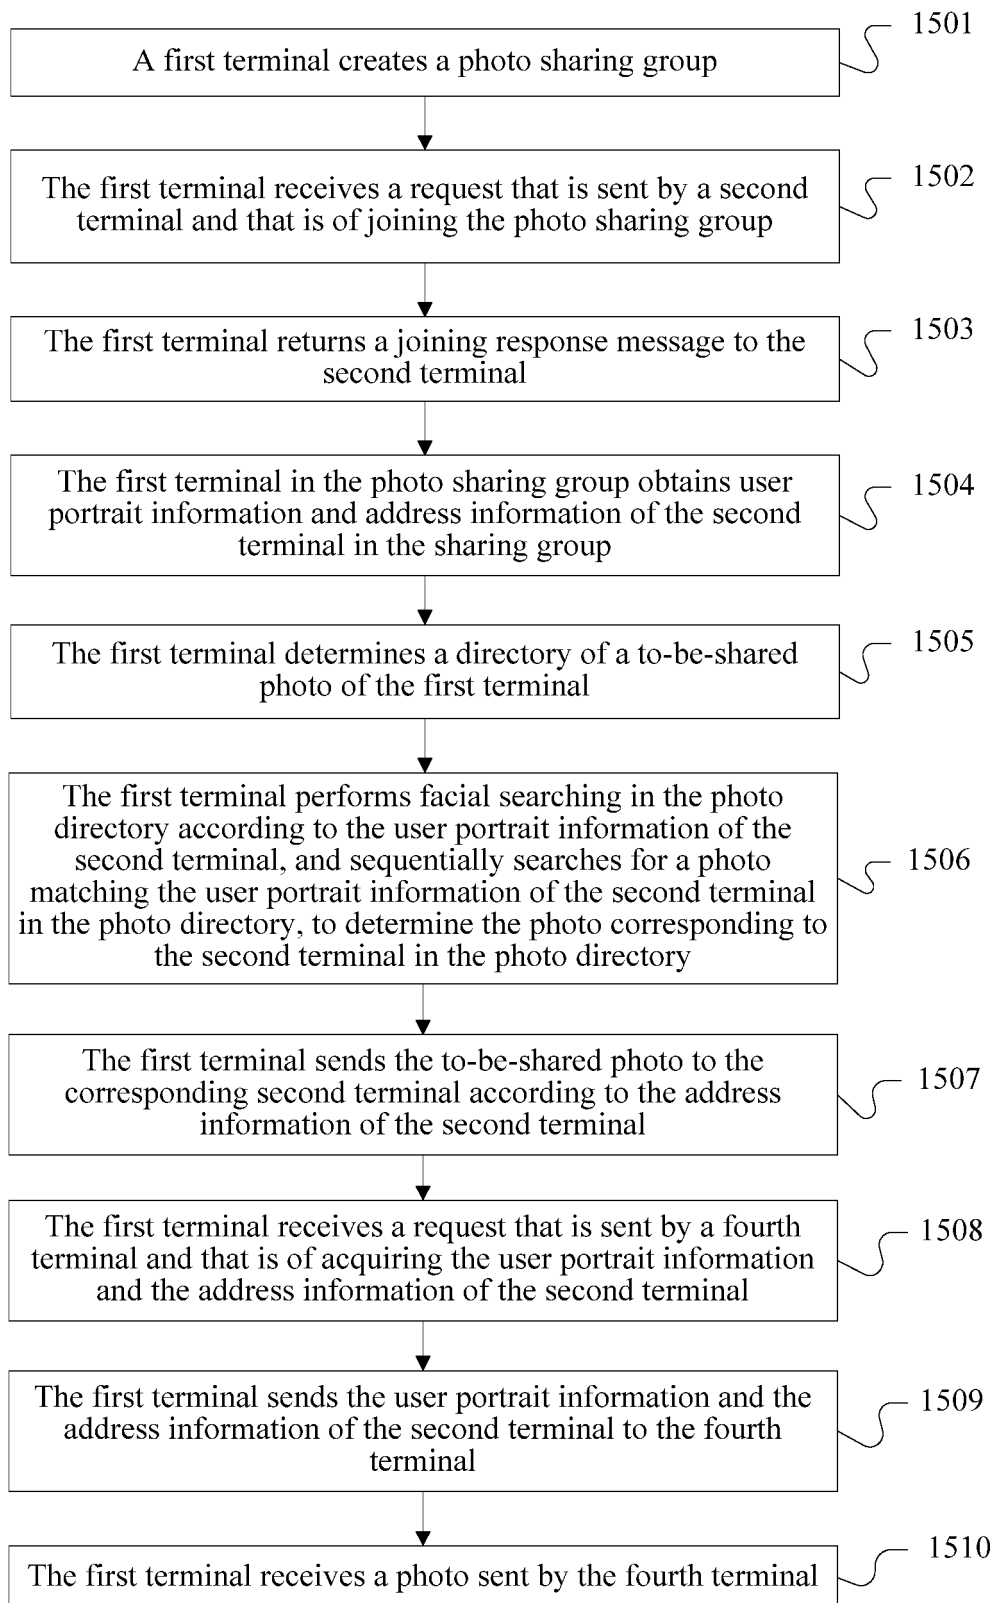 1501
A first terminal creates a photo sharing group
1502
The first terminal receives a request that is sent by a second
terminal and that is of joining the photo sharing group
1503
The first terminal returns a joining response message to the
second terminal
1504
The first terminal in the photo sharing group obtains user
portrait information and address information of the second
terminal in the sharing group
1505
The first terminal determines a directory of a to-be-shared
photo of the first terminal
1506
The first terminal performs facial searching in the photo
directory according to the user portrait information of the
second terminal, and sequentially searches for a photo
matching the user portrait information of the second terminal
in the photo directory, to determine the photo corresponding to
the second terminal in the photo directory
1507
The first terminal sends the to-be-shared photo to the
corresponding second terminal according to the address
information of the second terminal
1508
The first terminal receives a request that is sent by a fourth
terminal and that is of acquiring the user portrait information
and the address information of the second terminal
1509
The first terminal sends the user portrait information and the
address information of the second terminal to the fourth
terminal
1510
The first terminal receives a photo sent by the fourth terminal